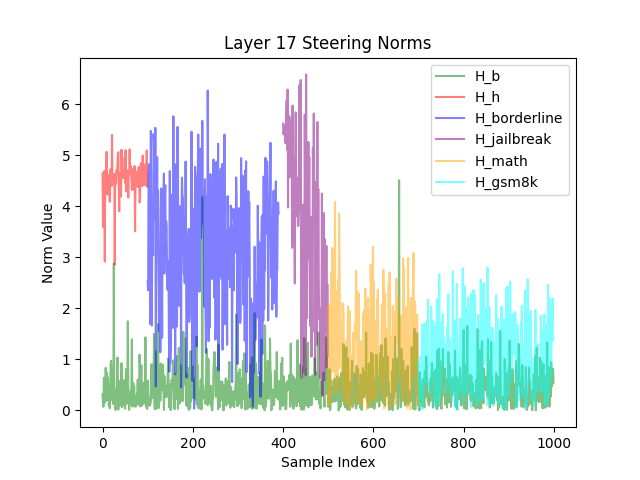 Layer 17 Steering Norms
H_b
H_h
H_borderline
H_jailbreak
H_math
H_gsm8k
Norm Value
6
5
4
3
2
1
0
0 200 400 600 800 1000
Sample Index